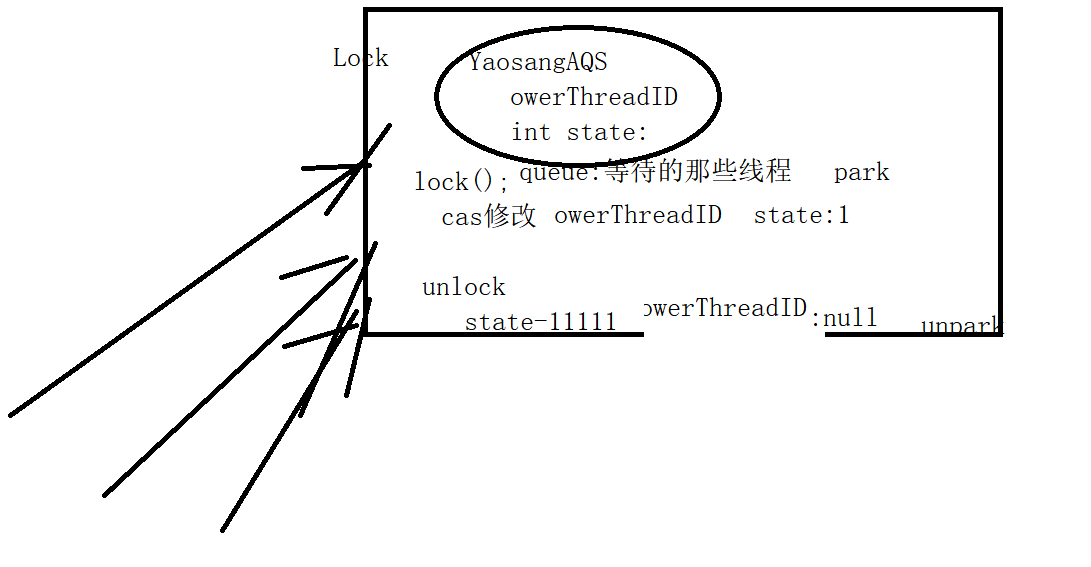 Lock
YaosangAQS
owerThreadID
int state:
lock(); queue:等待的那些线程 park
cas修改 owerThreadID state:1
unlock
state-11111 owerThreadID:null unpark